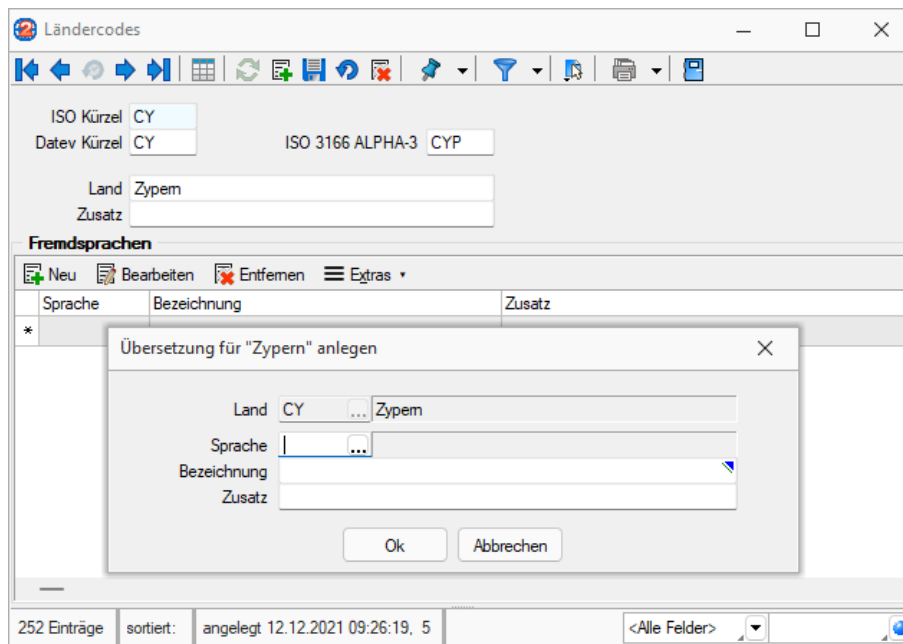 Ländercodes
ISO Kürzel CY
Datev Kürzel CY ISO 3166 ALPHA-3 CYP
Land Zypern
Zusatz
Fremdsprachen
Neu Bearbeiten Entfernen Extras
Sprache Bezeichnung Zusatz
*
Übersetzung für "Zypern" anlegen
Land CY ... Zypern
Sprache ...
Bezeichnung
Zusatz
Ok Abbrechen
252 Einträge sortiert: angelegt 12.12.2021 09:26:19, 5 <Alle Felder>